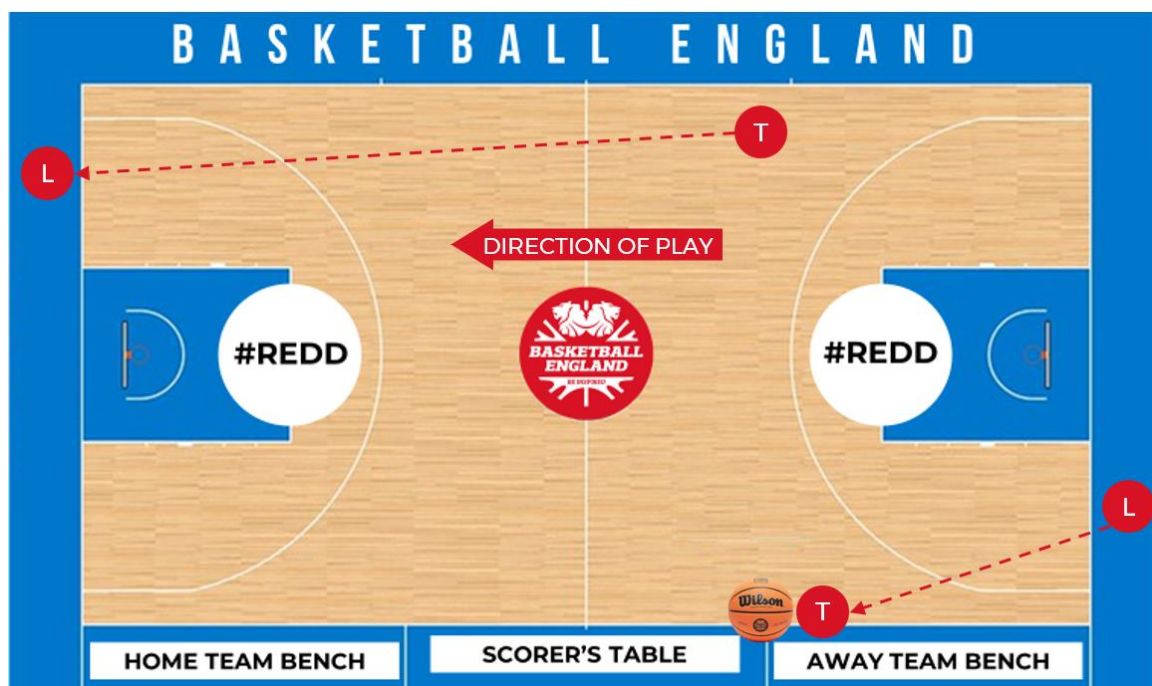 BASKETBALL ENGLAND
T
L
DIRECTION OF PLAY
#REDD
BASKETBALL
ENGLAND
#REDD
L
Wilson
T
HOME TEAM BENCH
SCORER'S TABLE
AWAY TEAM BENCH